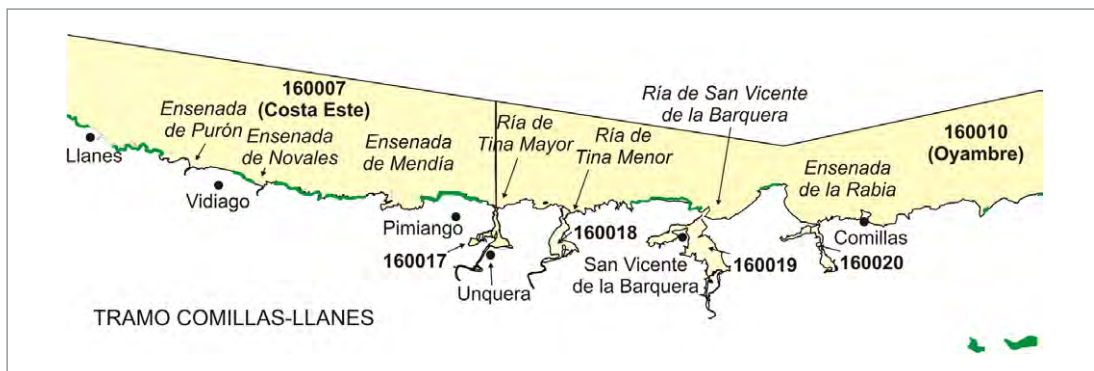 160007
(Costa Este)
Ensenada
de Purón
Ensenada
de Novales
Ensenada
de Mendía
Ría de
Tina Mayor
Ría de
Tina Menor
Ría de San Vicente
de la Barquera
160010
(Oyambre)
Ensenada
de la Rabia
Llanes
Vidiago
Pimiango
160017
Unquera
160018
San Vicente
de la Barquera
160019
Comillas
160020
TRAMO COMILLAS-LLANES